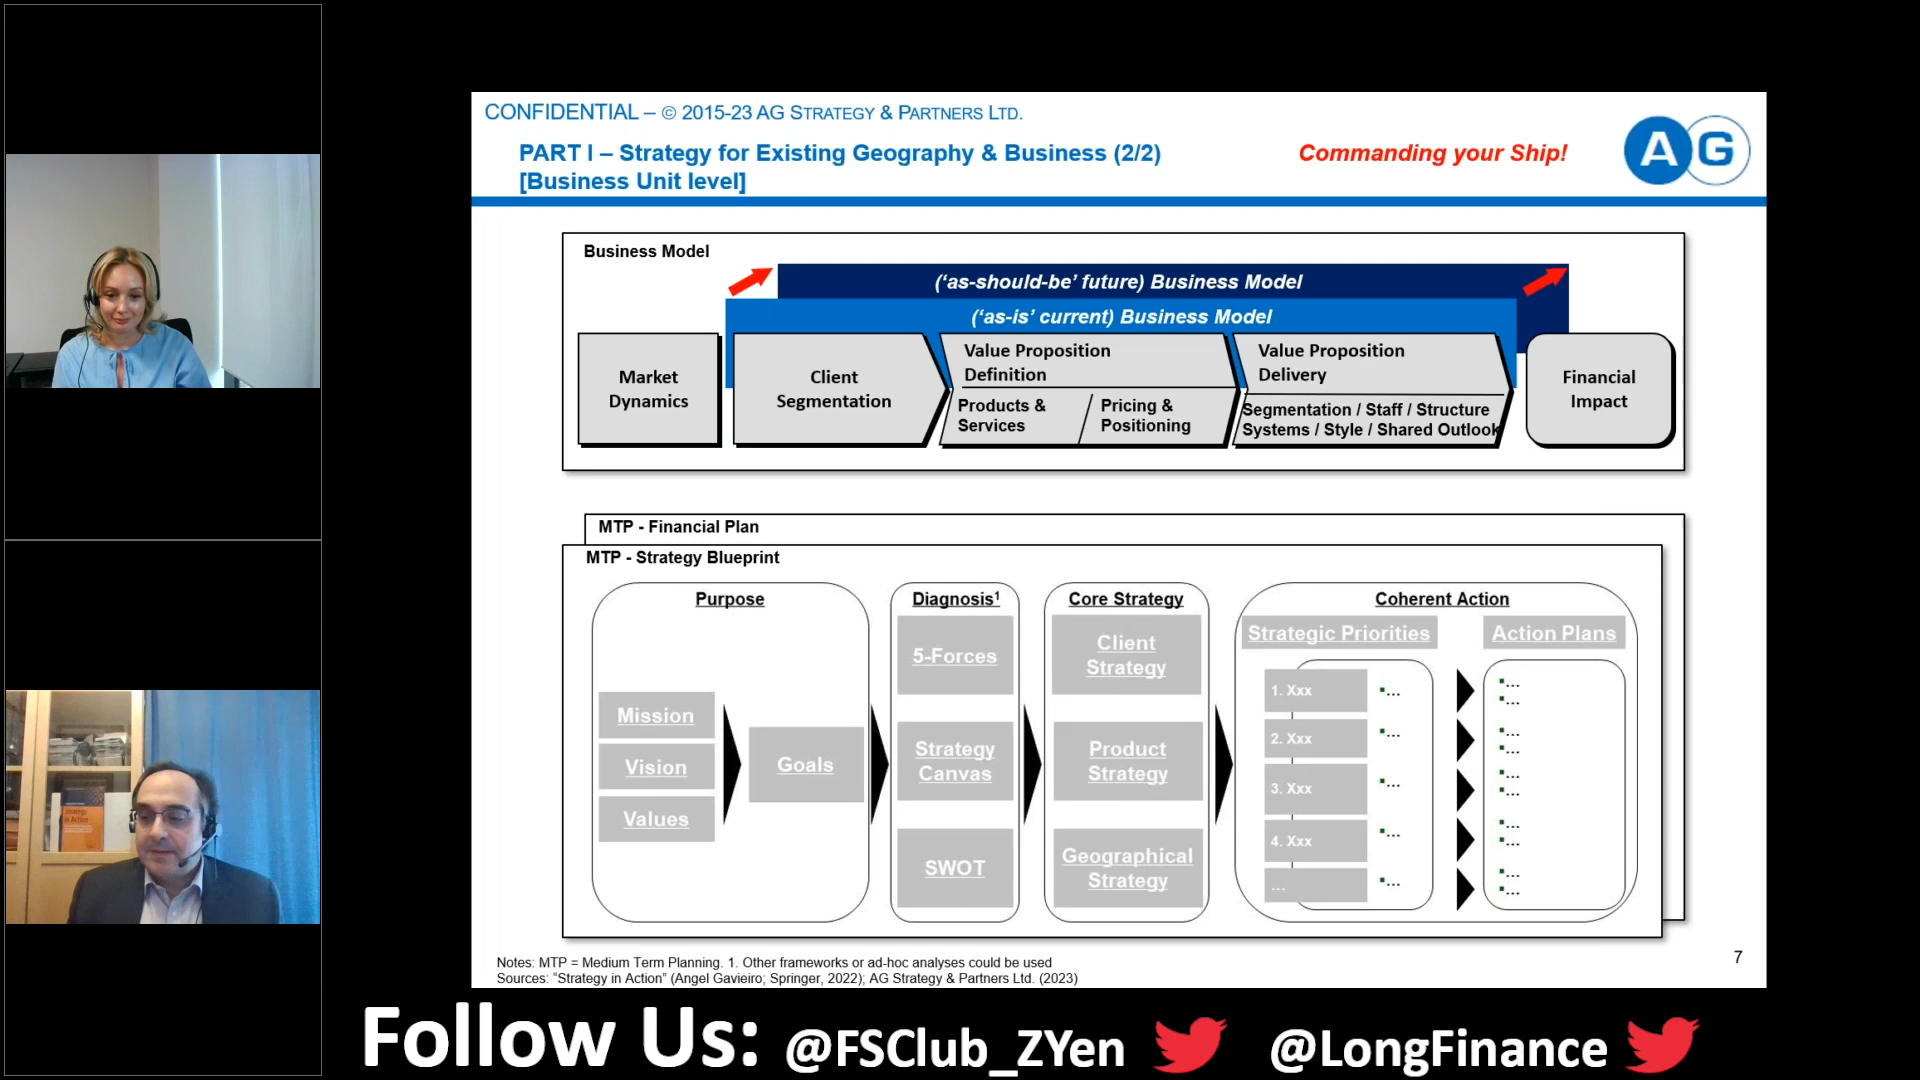 CONFIDENTIAL – © 2015-23 AG STRATEGY & PARTNERS LTD.
PART I – Strategy for Existing Geography & Business (2/2)
[Business Unit level]
Commanding your Ship!
AG
Business Model
(‘as-should-be’ future) Business Model
(‘as-is’ current) Business Model
Market
Dynamics
Client
Segmentation
Value Proposition
Definition
Products &
Services
Pricing &
Positioning
Value Proposition
Delivery
Segmentation / Staff / Structure
Systems / Style / Shared Outlook
Financial
Impact
MTP - Financial Plan
MTP - Strategy Blueprint
Purpose
Mission
Vision
Values
Goals
Diagnosis¹
5-Forces
Strategy
Canvas
SWOT
Core Strategy
Client
Strategy
Product
Strategy
Geographical
Strategy
Coherent Action
Strategic Priorities
Action Plans
1. Xxx
▪...
▪...
▪...
2. Xxx
▪...
▪...
▪...
3. Xxx
▪...
▪...
▪...
4. Xxx
▪...
▪...
▪...
...
▪...
▪...
▪...
Notes: MTP = Medium Term Planning. 1. Other frameworks or ad-hoc analyses could be used
Sources: “Strategy in Action” (Angel Gavieiro; Springer, 2022); AG Strategy & Partners Ltd. (2023)
7
Strategy
in Action
Follow Us: @FSClub_ZYen @LongFinance